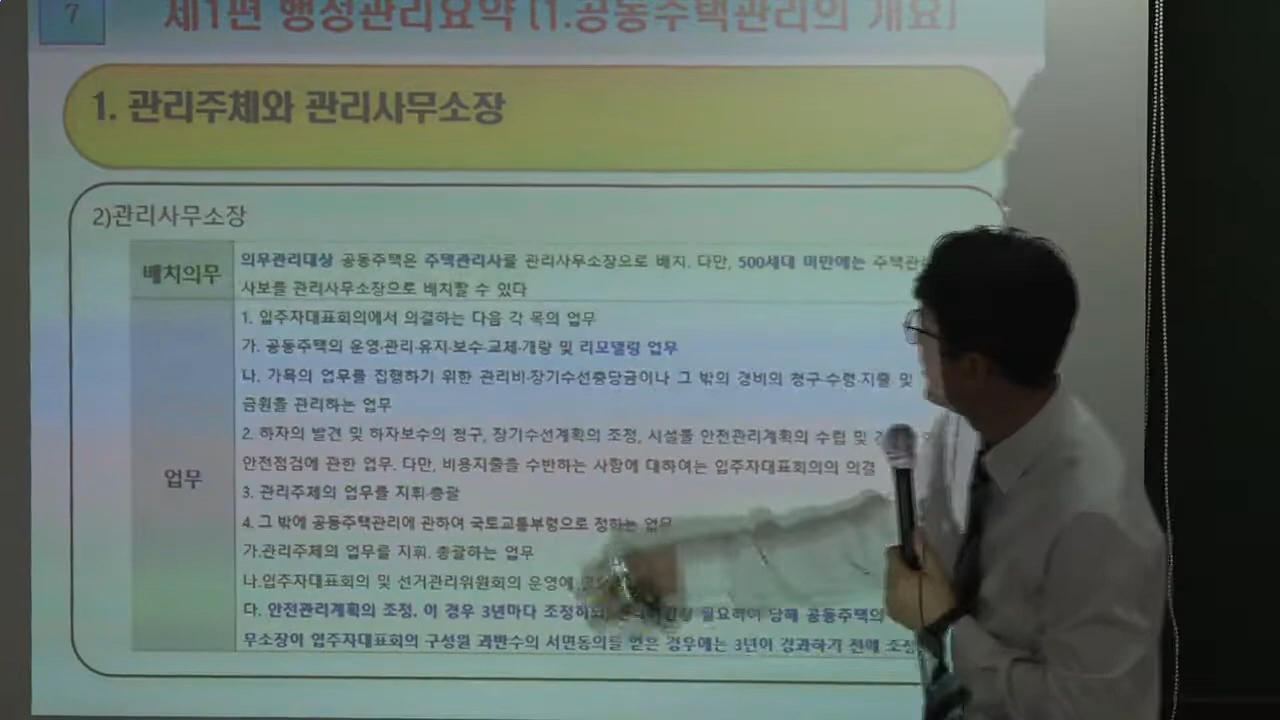 7
제1편 행정관리요약 [1.공동주택관리의 개요]
1. 관리주체와 관리사무소장
2)관리사무소장
배치의무
의무관리대상 공동주택은 주택관리사를 관리사무소장으로 배치. 다만, 500세대 미만에는
사보를 관리사무소장으로 배치할 수 있다
업무
1. 입주자대표회의에서 의결하는 다음 각 목의 업무
가. 공동주택의 운영·관리·유지·보수·교체·개량 및 리모델링 업무
나. 가목의 업무를 집행하기 위한 관리비·장기수선충당금이나 그 밖의 경비의 청구·수령·지출 및
금원을 관리하는 업무
2. 하자의 발견 및 하자보수의 청구, 장기수선계획의 조정, 시설물 안전관리계획의 수립 및
안전점검에 관한 업무. 다만, 비용지출을 수반하는 사항에 대하여는 입주자대표회의의 의결
3. 관리주체의 업무를 지휘·총괄
4. 그 밖에 공동주택관리에 관하여 국토교통부령으로 정하는 업무
가.관리주체의 업무를 지휘. 총괄하는 업무
나.입주자대표회의 및 선거관리위원회의 운영에
다. 안전관리계획의 조정. 이 경우 3년마다 조정하되, 필요하여 당해 공동주택의
무소장이 입주자대표회의 구성원 과반수의 서면동의를 얻은 경우에는 3년이 경과하기 전에